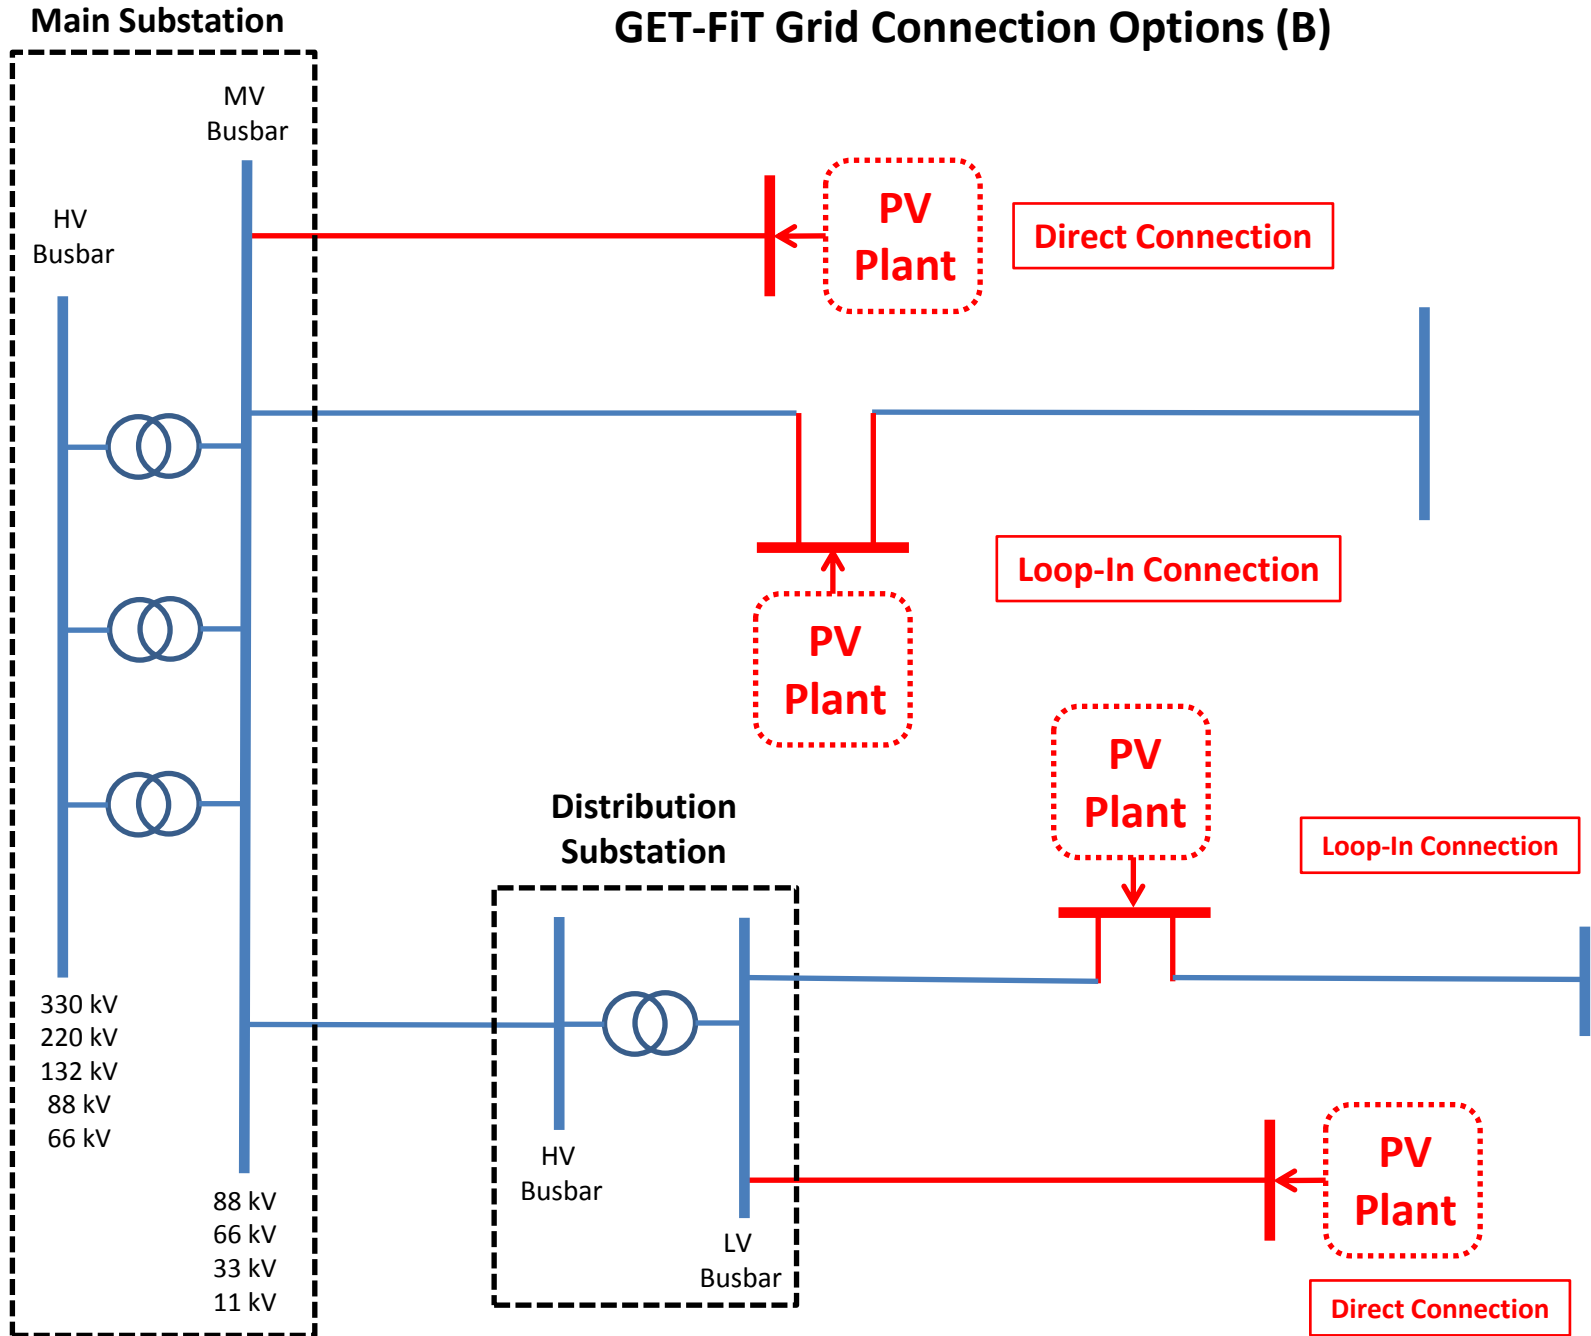 Main Substation
GET-FiT Grid Connection Options (B)
MV
Busbar
HV
Busbar
PV
Plant
Direct Connection
Loop-In Connection
PV
Plant
PV
Plant
Loop-In Connection
Distribution
Substation
330 kV
220 kV
132 kV
88 kV
66 kV
HV
Busbar
88 kV
66 kV
33 kV
11 kV
LV
Busbar
PV
Plant
Direct Connection